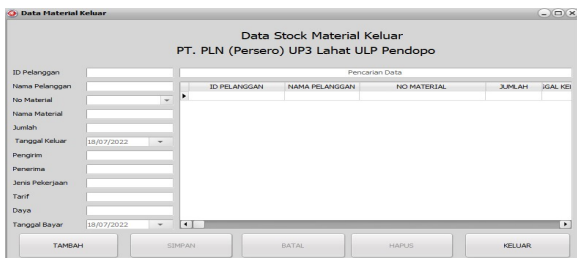 Data Material Keluar
Data Stock Material Keluar
PT. PLN (Persero) UP3 Lahat ULP Pendopo
ID Pelanggan
Pencarian Data
Nama Pelanggan
ID PELANGGAN NAMA PELANGGAN NO MATERIAL JUMLAH GGAL KEI
No Material
Nama Material
Jumlah
Tanggal Keluar 18/07/2022
Pengirim
Penerima
Jenis Pekerjaan
Tarif
Daya
Tanggal Bayar 18/07/2022
TAMBAH SIMPAN BATAL HAPUS KELUAR